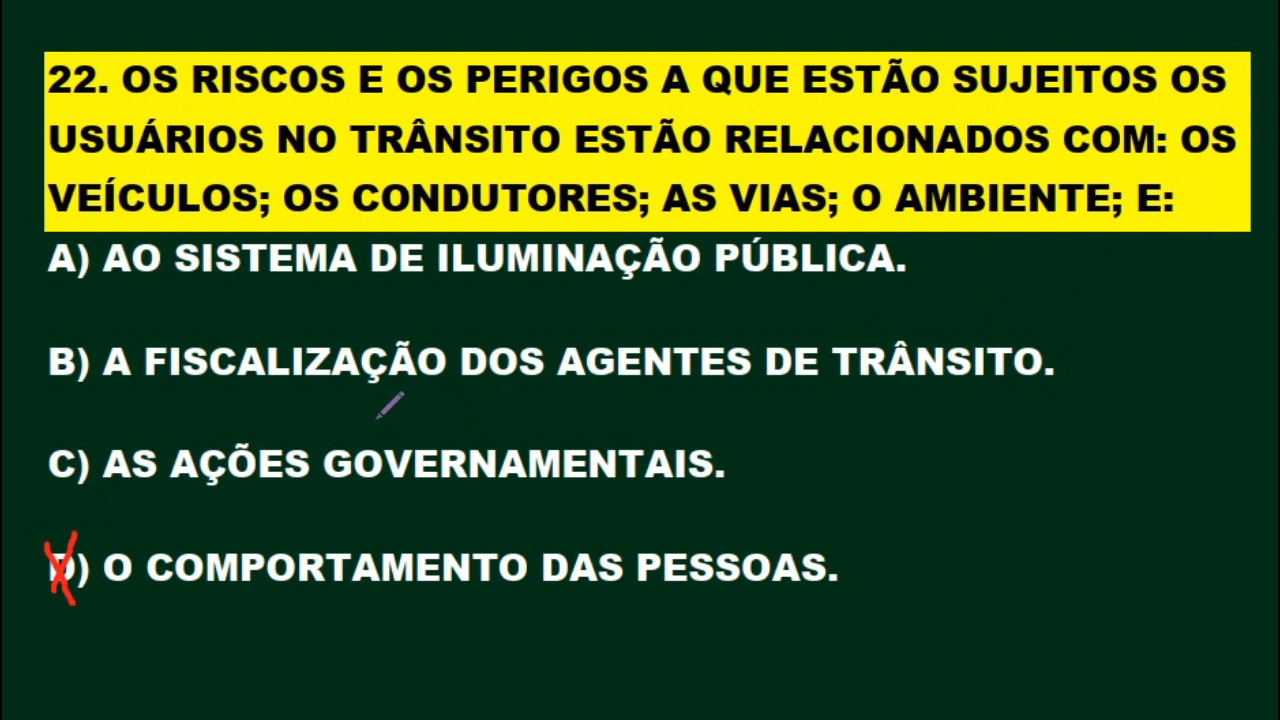 22. OS RISCOS E OS PERIGOS A QUE ESTÃO SUJEITOS OS
USUÁRIOS NO TRÂNSITO ESTÃO RELACIONADOS COM: OS
VEÍCULOS; OS CONDUTORES; AS VIAS; O AMBIENTE; E:
A) AO SISTEMA DE ILUMINAÇÃO PÚBLICA.
B) A FISCALIZAÇÃO DOS AGENTES DE TRÂNSITO.
C) AS AÇÕES GOVERNAMENTAIS.
D) O COMPORTAMENTO DAS PESSOAS.